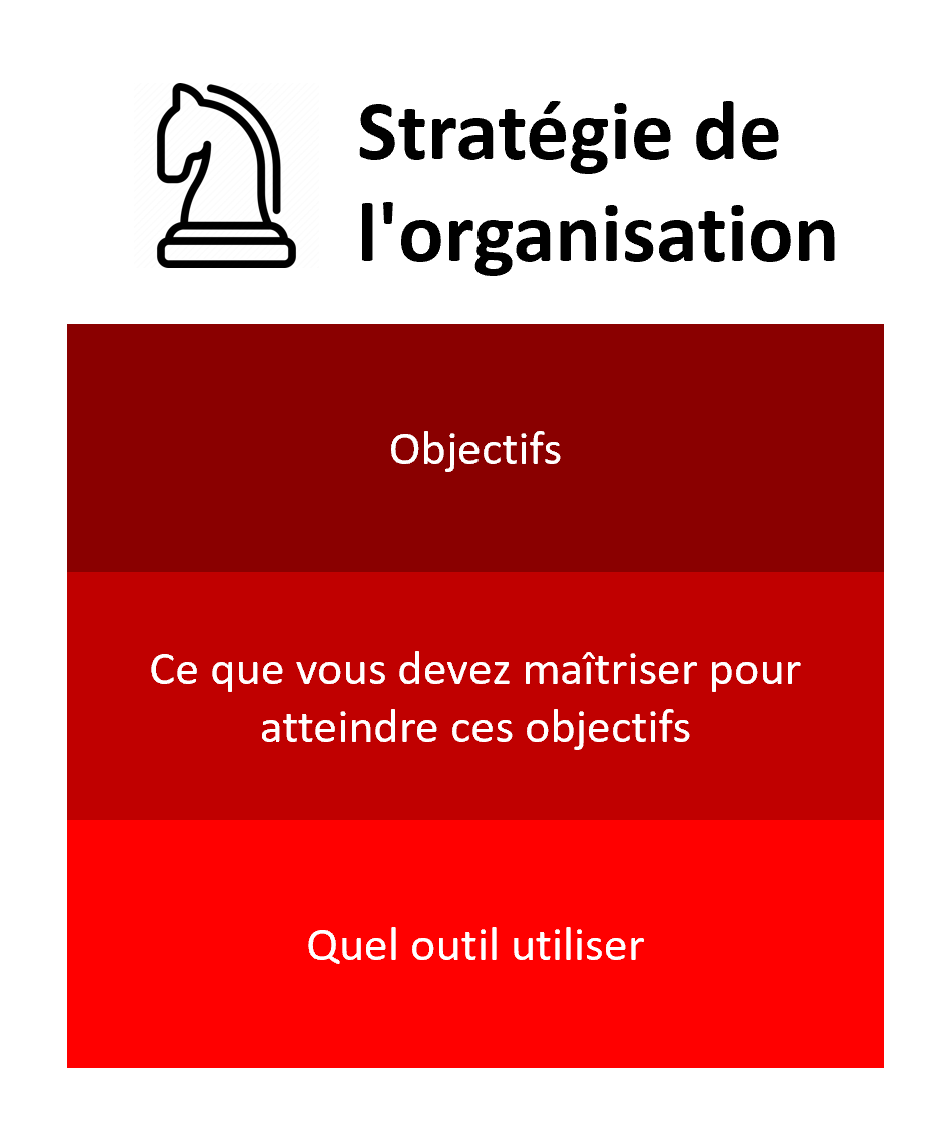 Stratégie de
l'organisation
Objectifs
Ce que vous devez maîtriser pour
atteindre ces objectifs
Quel outil utiliser